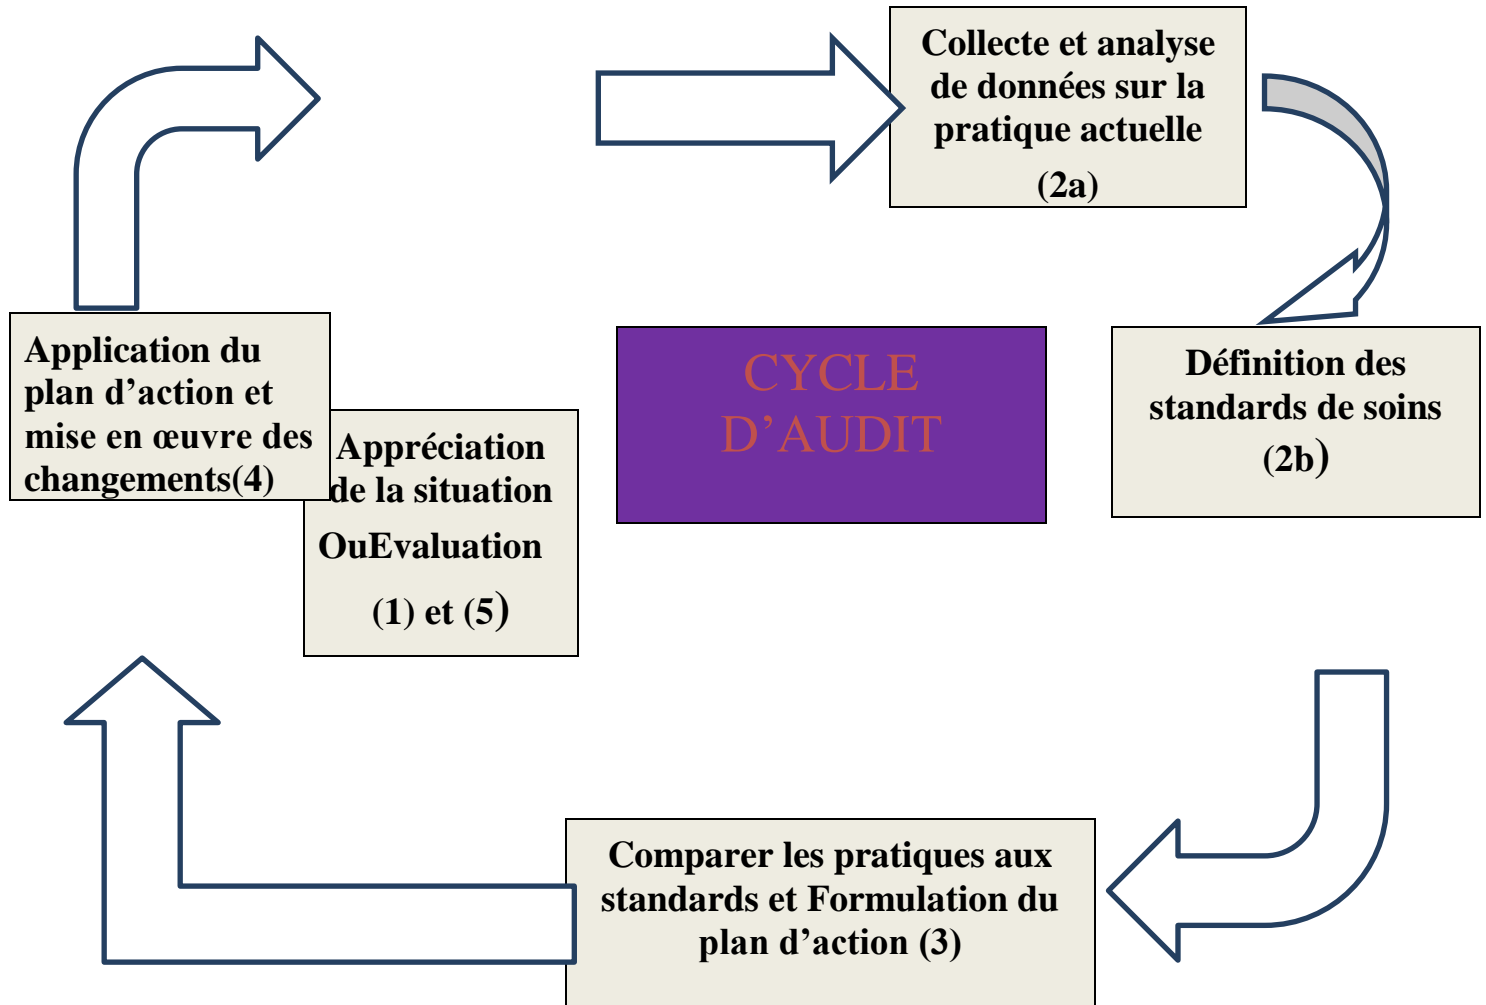 Collecte et analyse
de données sur la
pratique actuelle
(2a)
Application du
plan d’action et
mise en œuvre des
changements(4)
Appréciation
de la situation
OuEvaluation
(1) et (5)
CYCLE
D’AUDIT
Définition des
standards de soins
(2b)
Comparer les pratiques aux
standards et Formulation du
plan d’action (3)